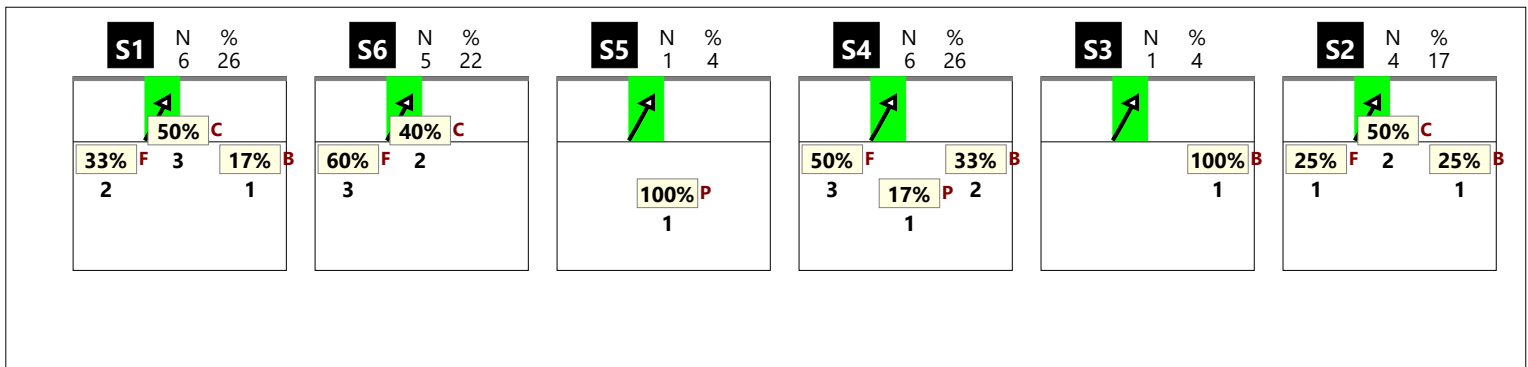 S1 N % S6 N % S5 N % S4 N % S3 N % S2 N %
6 26 5 22 1 4 6 26 1 4 4 17
50% C 40% C 50% C
33% F 3 17% B 60% F 2 50% F 33% B 100% B 25% F 2 25% B
2 1 3 100% P 3 17% P 2 1 1 1
1 1